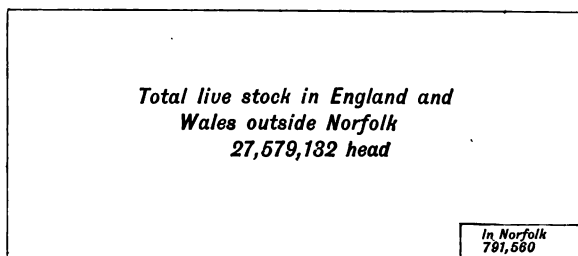 Total live stock in England and
Wales outside Norfolk
27,579,132 head
In Norfolk
791,560